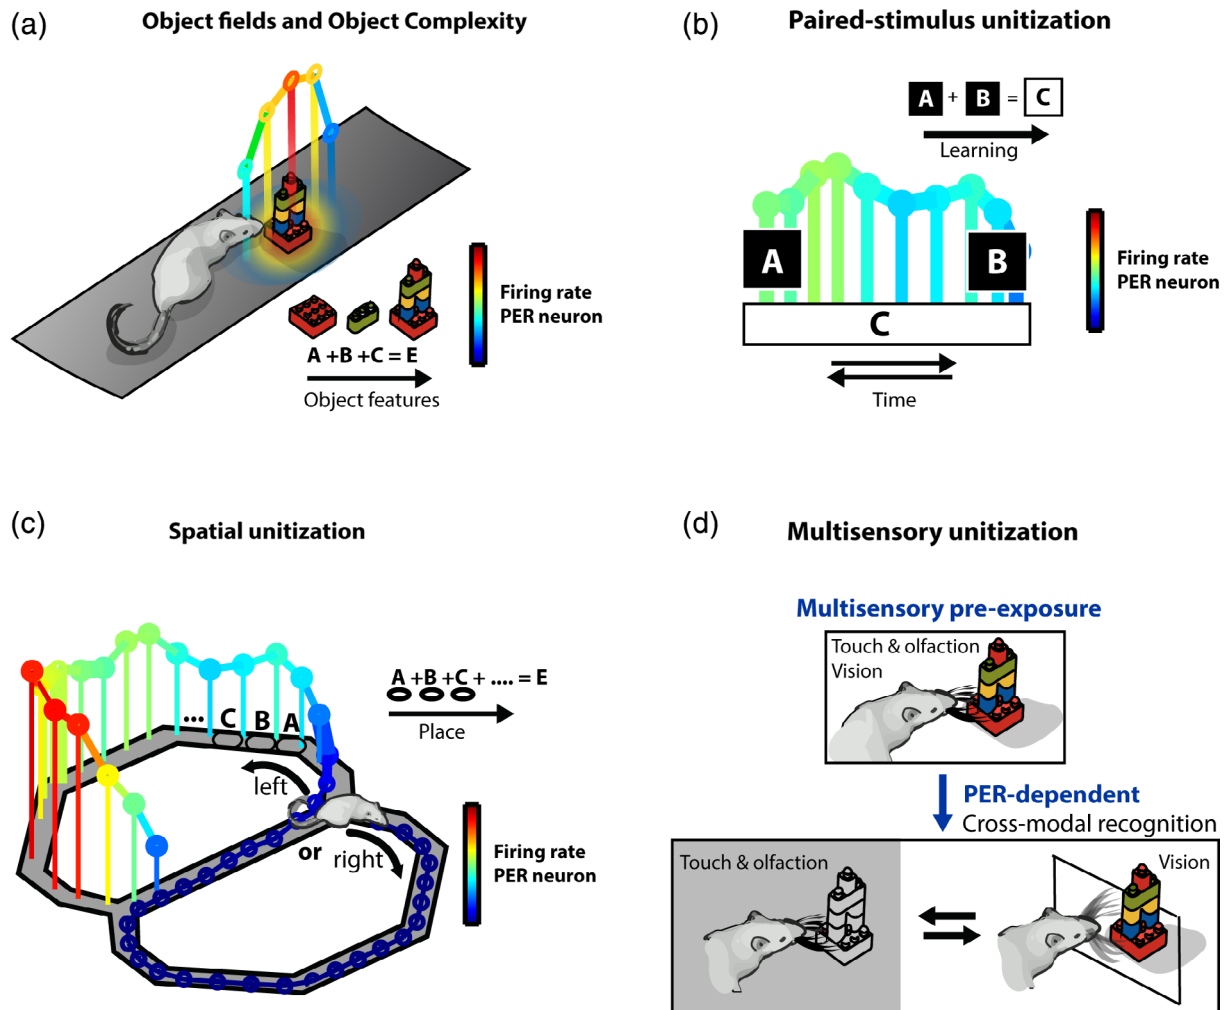 (a)
Object fields and Object Complexity
Firing rate
PER neuron
A +B +C = E
Object features
(b)
Paired-stimulus unitization
A + B = C
Learning
A
B
C
Time
Firing rate
PER neuron
(c)
Spatial unitization
... C B A
left
or
right
A +B +C + .... = E
Place
Firing rate
PER neuron
(d)
Multisensory unitization
Multisensory pre-exposure
Touch & olfaction
Vision
PER-dependent
Cross-modal recognition
Touch & olfaction
Vision